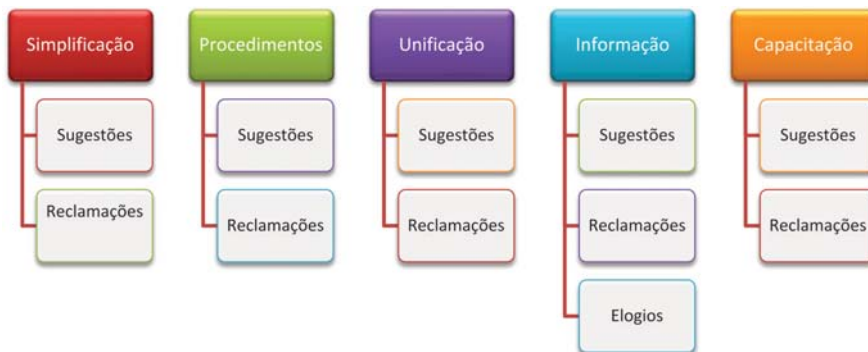 Simplificação
Sugestões
Reclamações
Procedimentos
Sugestões
Reclamações
Unificação
Sugestões
Reclamações
Informação
Sugestões
Reclamações
Elogios
Capacitação
Sugestões
Reclamações